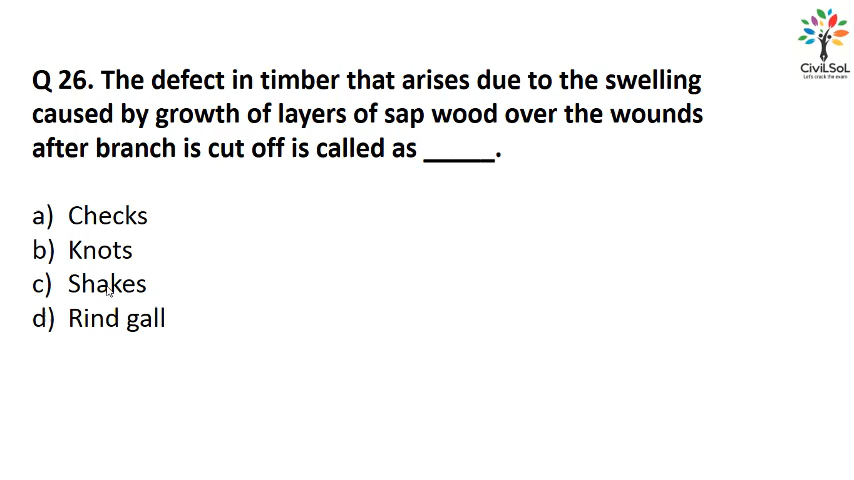 CiviLSoL
Let's crack the exam
Q 26. The defect in timber that arises due to the swelling
caused by growth of layers of sap wood over the wounds
after branch is cut off is called as _____.
a) Checks
b) Knots
c) Shakes
d) Rind gall